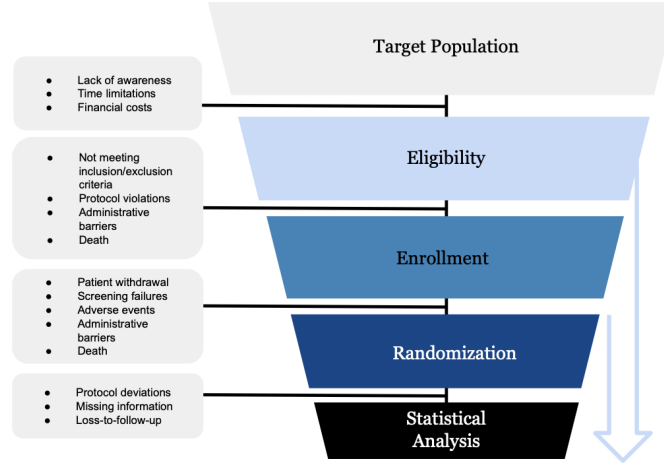 Target Population
● Lack of awareness
● Time limitations
● Financial costs
Eligibility
● Not meeting
inclusion/exclusion
criteria
● Protocol violations
● Administrative
barriers
● Death
Enrollment
● Patient withdrawal
● Screening failures
● Adverse events
● Administrative
barriers
● Death
Randomization
● Protocol deviations
● Missing information
● Loss-to-follow-up
Statistical
Analysis